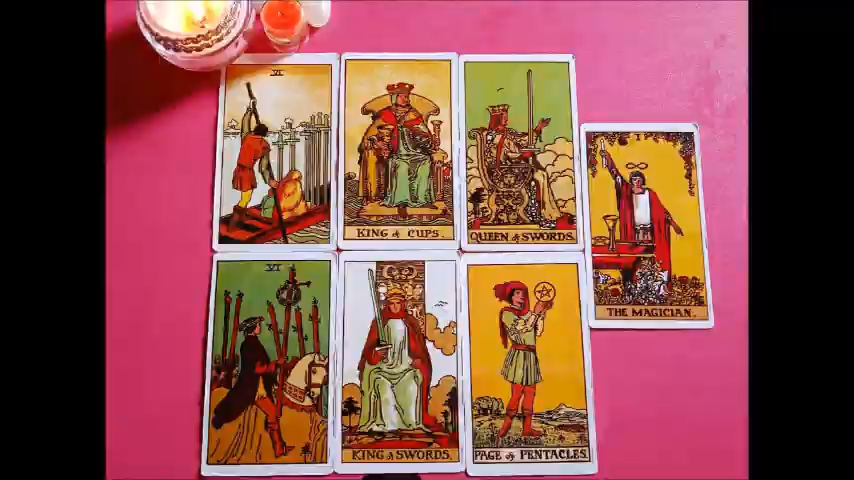 VI
KING of CUPS.
QUEEN of SWORDS.
THE MAGICIAN.
VI
KING of SWORDS.
PAGE of PENTACLES.